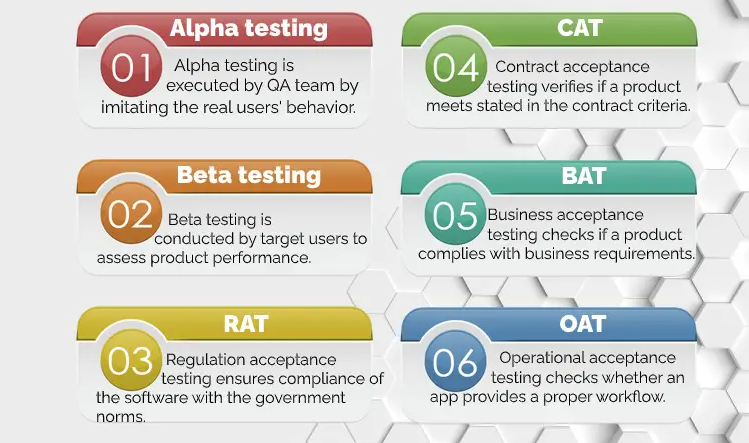 Alpha testing
01
Alpha testing is
executed by QA team by
imitating the real users' behavior.
Beta testing
02
Beta testing is
conducted by target users to
assess product performance.
RAT
03
Regulation acceptance
testing ensures compliance of
the software with the government
norms.
CAT
04
Contract acceptance
testing verifies if a product
meets stated in the contract criteria.
BAT
05
Business acceptance
testing checks if a product
complies with business requirements.
OAT
06
Operational acceptance
testing checks whether an
app provides a proper workflow.